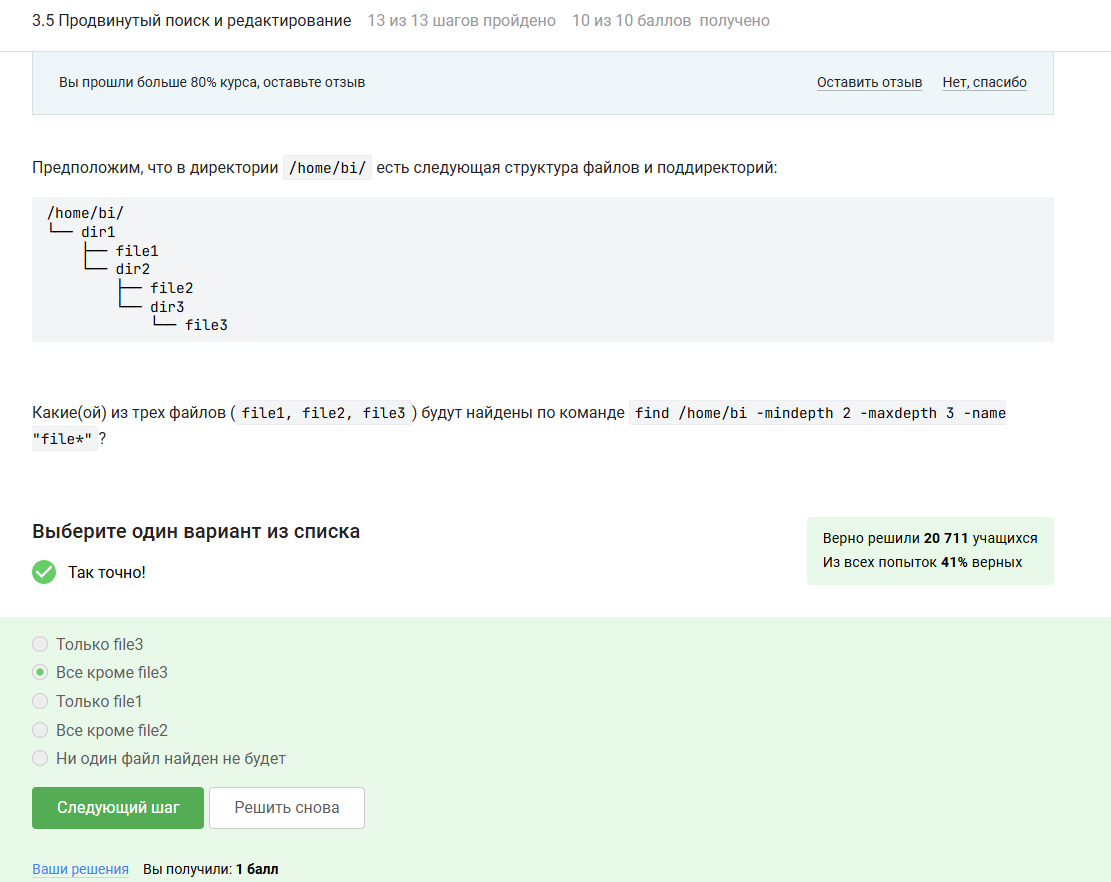 3.5 Продвинутый поиск и редактирование 13 из 13 шагов пройдено 10 из 10 баллов получено
Вы прошли больше 80% курса, оставьте отзыв Оставить отзыв Нет, спасибо
Предположим, что в директории /home/bi/ есть следующая структура файлов и поддиректорий:
/home/bi/
└── dir1
    ├── file1
    └── dir2
        ├── file2
        └── dir3
            └── file3
Какие(ой) из трех файлов ( file1, file2, file3 ) будут найдены по команде find /home/bi -mindepth 2 -maxdepth 3 -name
"file*" ?
Выберите один вариант из списка
Верно решили 20 711 учащихся
Из всех попыток 41% верных
Так точно!
Только file3
Все кроме file3
Только file1
Все кроме file2
Ни один файл найден не будет
Следующий шаг Решить снова
Ваши решения Вы получили: 1 балл